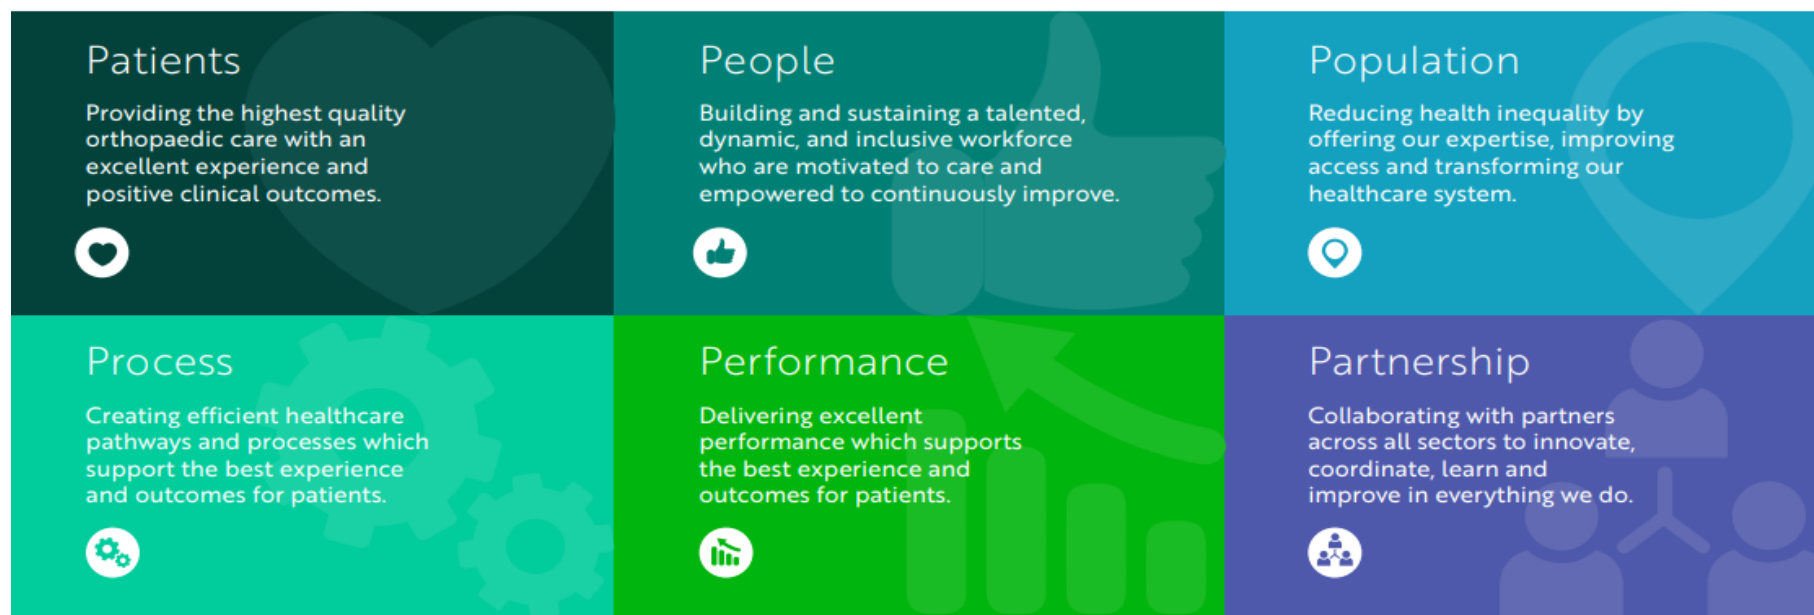 Patients
Providing the highest quality
orthopaedic care with an
excellent experience and
positive clinical outcomes.
People
Building and sustaining a talented,
dynamic, and inclusive workforce
who are motivated to care and
empowered to continuously improve.
Population
Reducing health inequality by
offering our expertise, improving
access and transforming our
healthcare system.
Process
Creating efficient healthcare
pathways and processes which
support the best experience
and outcomes for patients.
Performance
Delivering excellent
performance which supports
the best experience and
outcomes for patients.
Partnership
Collaborating with partners
across all sectors to innovate,
coordinate, learn and
improve in everything we do.